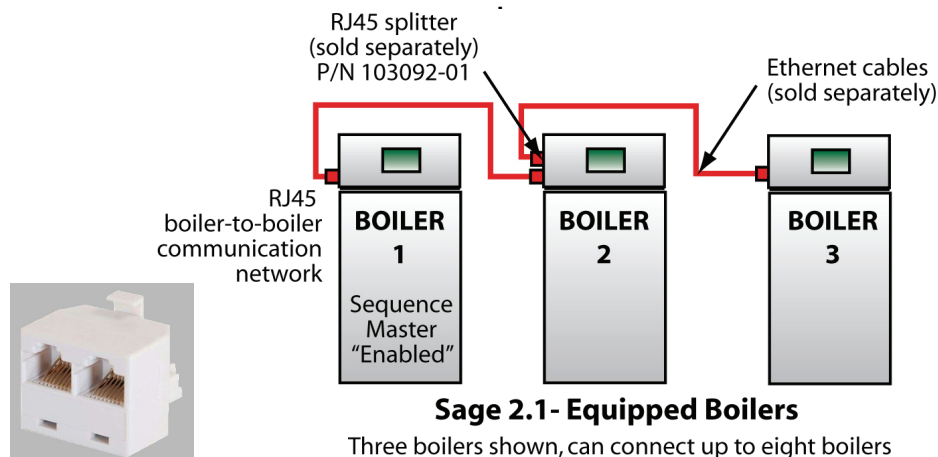 RJ45 splitter
(sold separately)
P/N 103092-01
Ethernet cables
(sold separately)
RJ45
boiler-to-boiler
communication
network
BOILER
1
Sequence
Master
“Enabled”
BOILER
2
BOILER
3
Sage 2.1- Equipped Boilers
Three boilers shown, can connect up to eight boilers